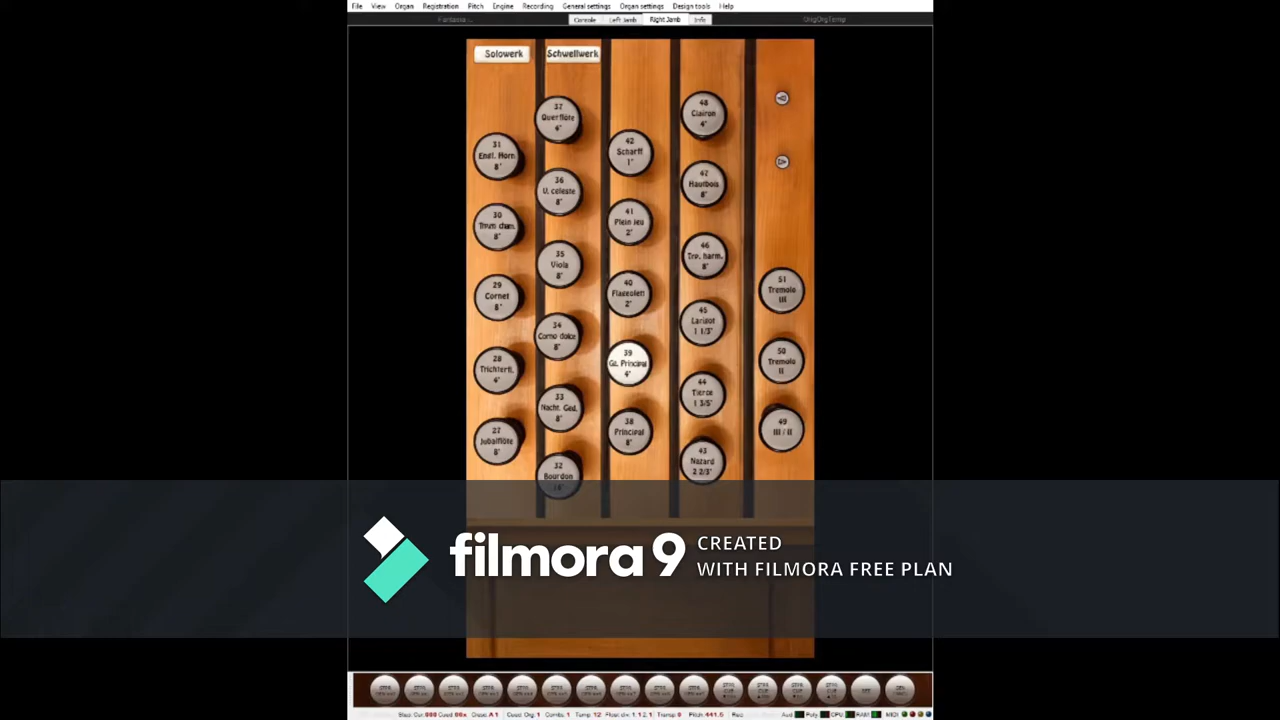 File View Organ Registration Pitch Engine Recording General settings Organ settings Design tools Help
Console Left Jamb Right Jamb Info
OrigOrgTemp
Solowerk
Schwellwerk
31
Engl. Horn
8'
30
8'
29
Cornet
8'
28
4'
27
Jubalflöte
8'
37
Querflöte
4'
36
8'
35
Viola
8'
34
Corno dolce
8'
33
Nacht. Ged.
8'
32
Bourdon
42
Scharff
1'
41
Plein Jeu
2'
40
Flageolett
2'
39
Gz. Principal
4'
38
Principal
8'
48
Clairon
4'
47
Hautbois
8'
46
Trp. harm.
8'
45
Larigot
1 1/3'
44
Tierce
1 3/5'
43
Nazard
2 2/3'
51
Tremolo
III
50
Tremolo
II
49
III / II
filmora 9
CREATED
WITH FILMORA FREE PLAN